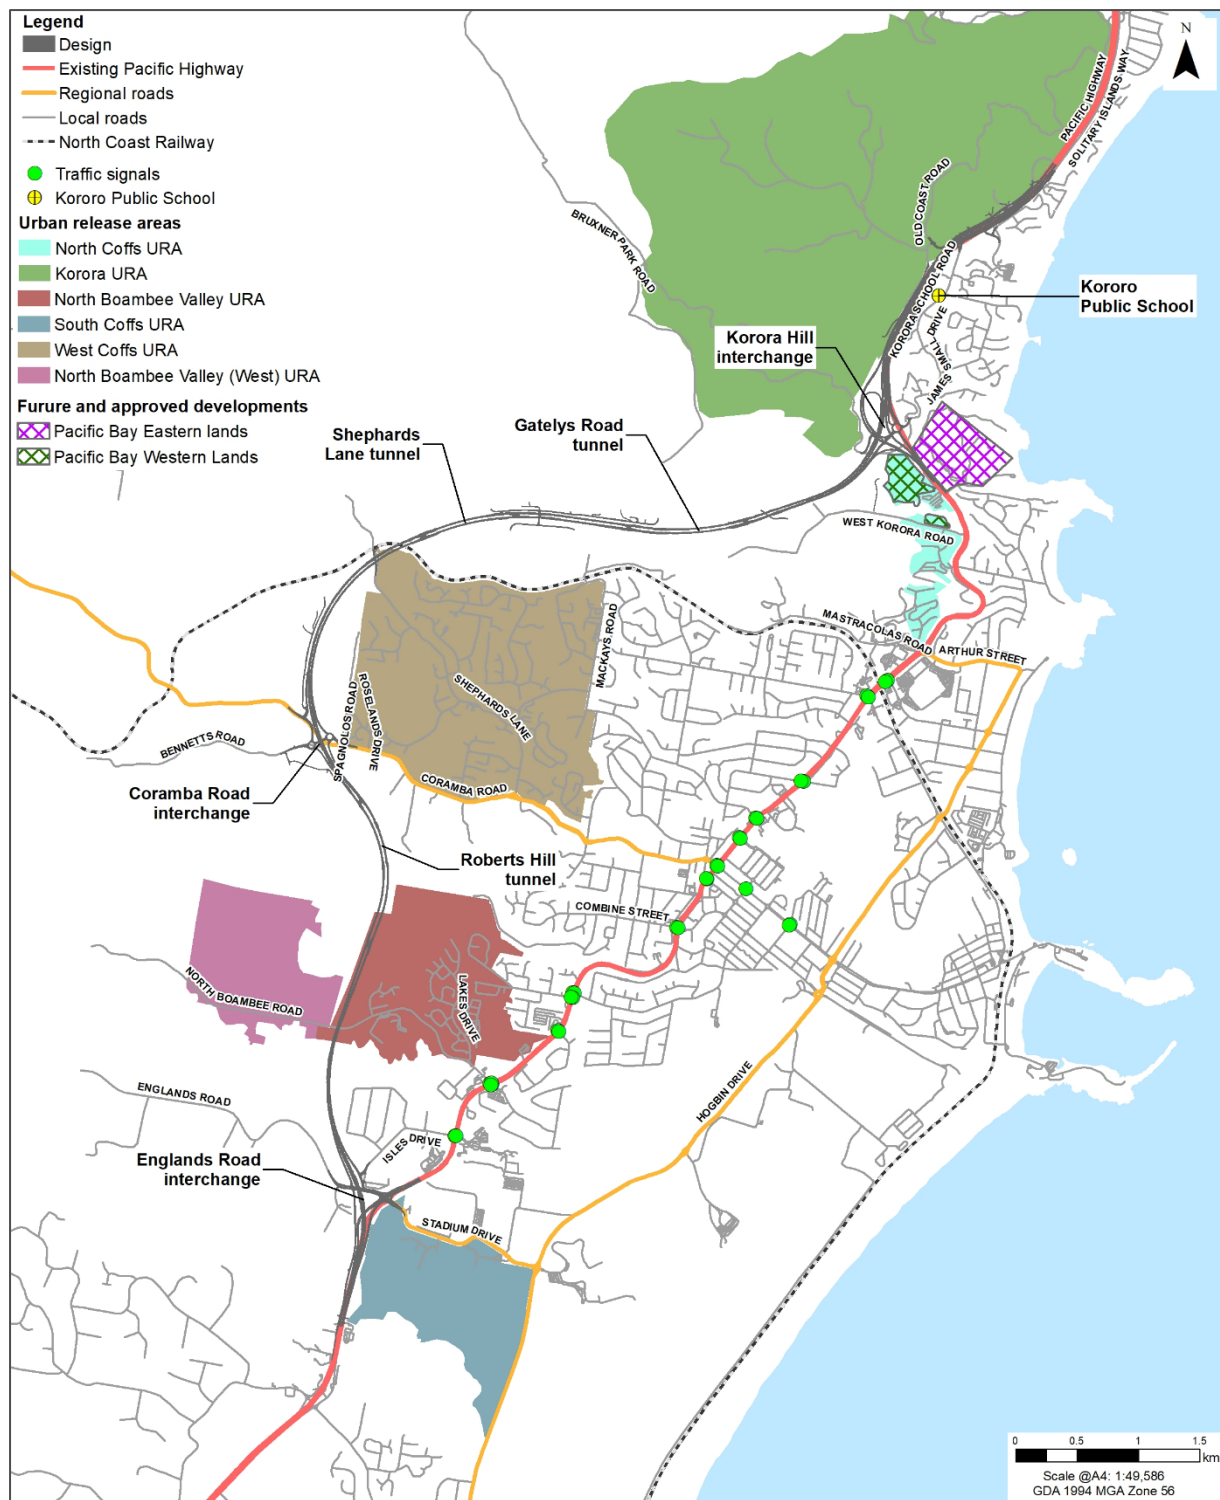 Legend
Design
Existing Pacific Highway
Regional roads
Local roads
North Coast Railway
Traffic signals
Kororo Public School
Urban release areas
North Coffs URA
Korora URA
North Boambee Valley URA
South Coffs URA
West Coffs URA
North Boambee Valley (West) URA
Furure and approved developments
Pacific Bay Eastern lands
Pacific Bay Western Lands
N
PACIFIC HIGHWAY
SOLITARY ISLANDS WAY
OLD COAST ROAD
BRUXNER PARK ROAD
KORORA SCHOOL ROAD
Kororo
Public School
JAMES SMALL DRIVE
Korora Hill
interchange
Gatelys Road
tunnel
Shephards
Lane tunnel
WEST KORORA ROAD
MASTRACOLAS ROAD
ARTHUR STREET
MACKAYS ROAD
SHEPHARDS LANE
ROSELANDS DRIVE
SPAGNOLOS ROAD
BENNETTS ROAD
CORAMBA ROAD
Coramba Road
interchange
Roberts Hill
tunnel
COMBINE STREET
NORTH BOAMBEE ROAD
LAKES DRIVE
HOGBIN DRIVE
ENGLANDS ROAD
ISLES DRIVE
Englands Road
interchange
STADIUM DRIVE
0 0.5 1 1.5
km
Scale @A4: 1:49,586
GDA 1994 MGA Zone 56